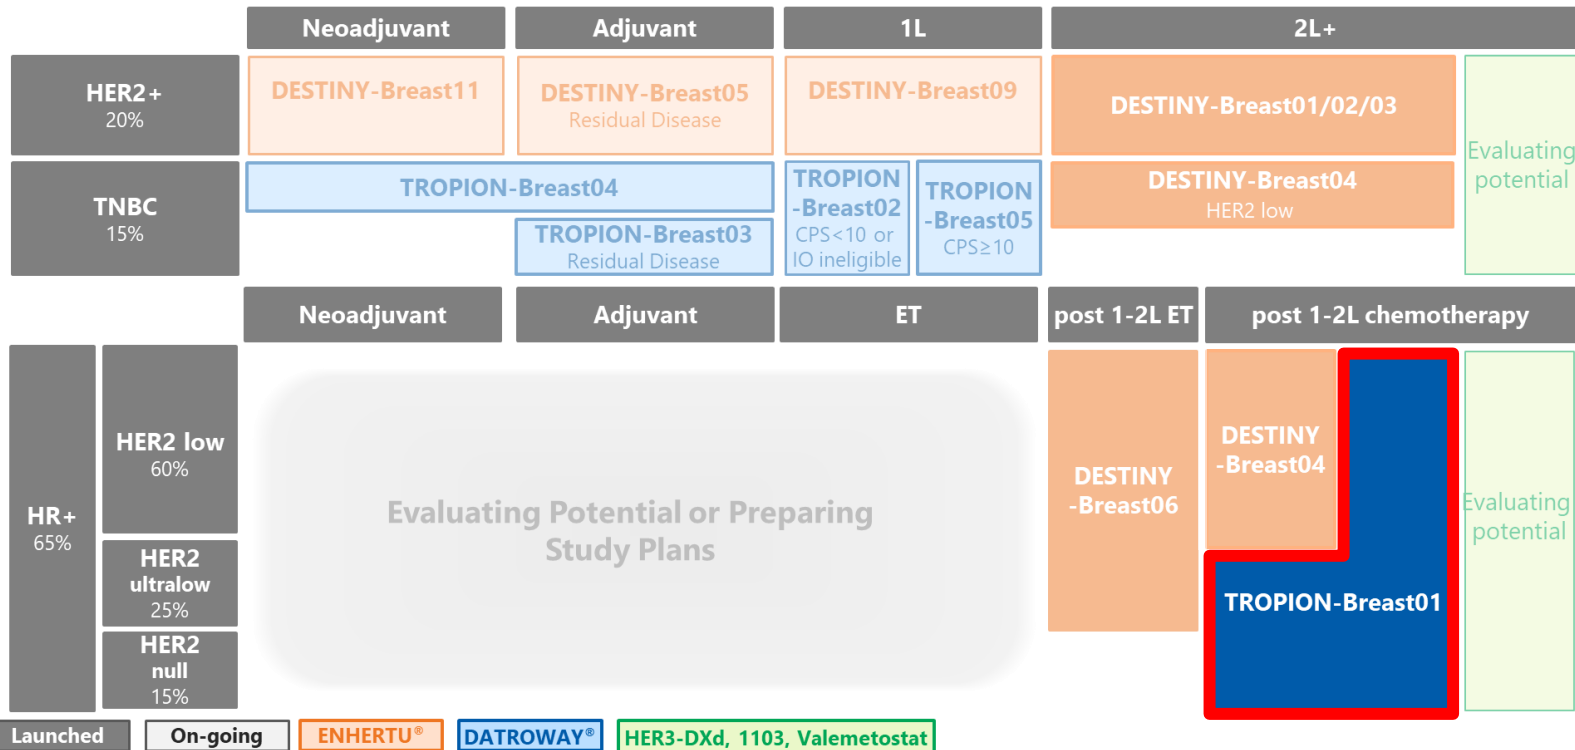 Neoadjuvant
Adjuvant
1L
2L+
HER2+
20%
DESTINY-Breast11
DESTINY-Breast05
Residual Disease
DESTINY-Breast09
DESTINY-Breast01/02/03
Evaluating
potential
TNBC
15%
TROPION-Breast04
TROPION-Breast03
Residual Disease
TROPION
-Breast02
CPS<10 or
IO ineligible
TROPION
-Breast05
CPS≥10
DESTINY-Breast04
HER2 low
Neoadjuvant
Adjuvant
ET
post 1-2L ET
post 1-2L chemotherapy
HR+
65%
HER2 low
60%
HER2
ultralow
25%
HER2
null
15%
Evaluating Potential or Preparing
Study Plans
DESTINY
-Breast06
DESTINY
-Breast04
TROPION-Breast01
Evaluating
potential
Launched
On-going
ENHERTU®
DATROWAY®
HER3-DXd, 1103, Valemetostat